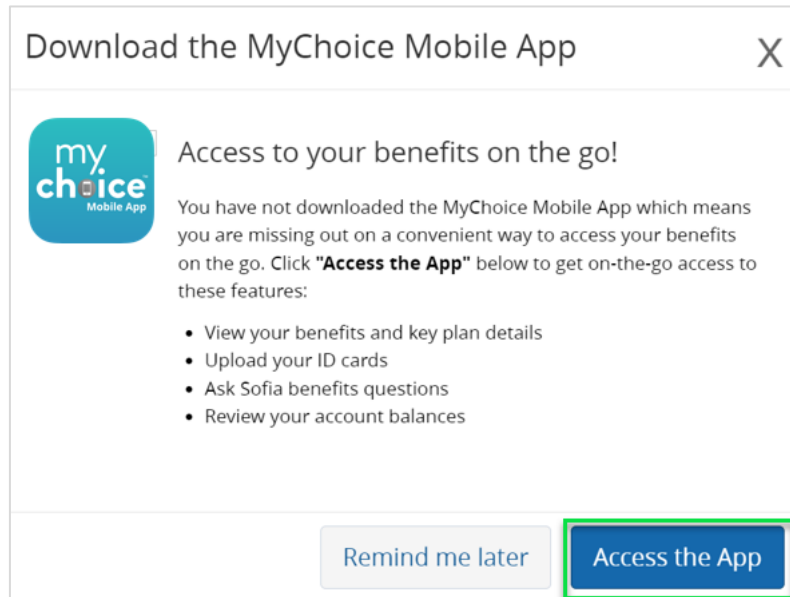 Download the MyChoice Mobile App
X
my
choice™
Mobile App
Access to your benefits on the go!
You have not downloaded the MyChoice Mobile App which means
you are missing out on a convenient way to access your benefits
on the go. Click "Access the App" below to get on-the-go access to
these features:
• View your benefits and key plan details
• Upload your ID cards
• Ask Sofia benefits questions
• Review your account balances
Remind me later
Access the App